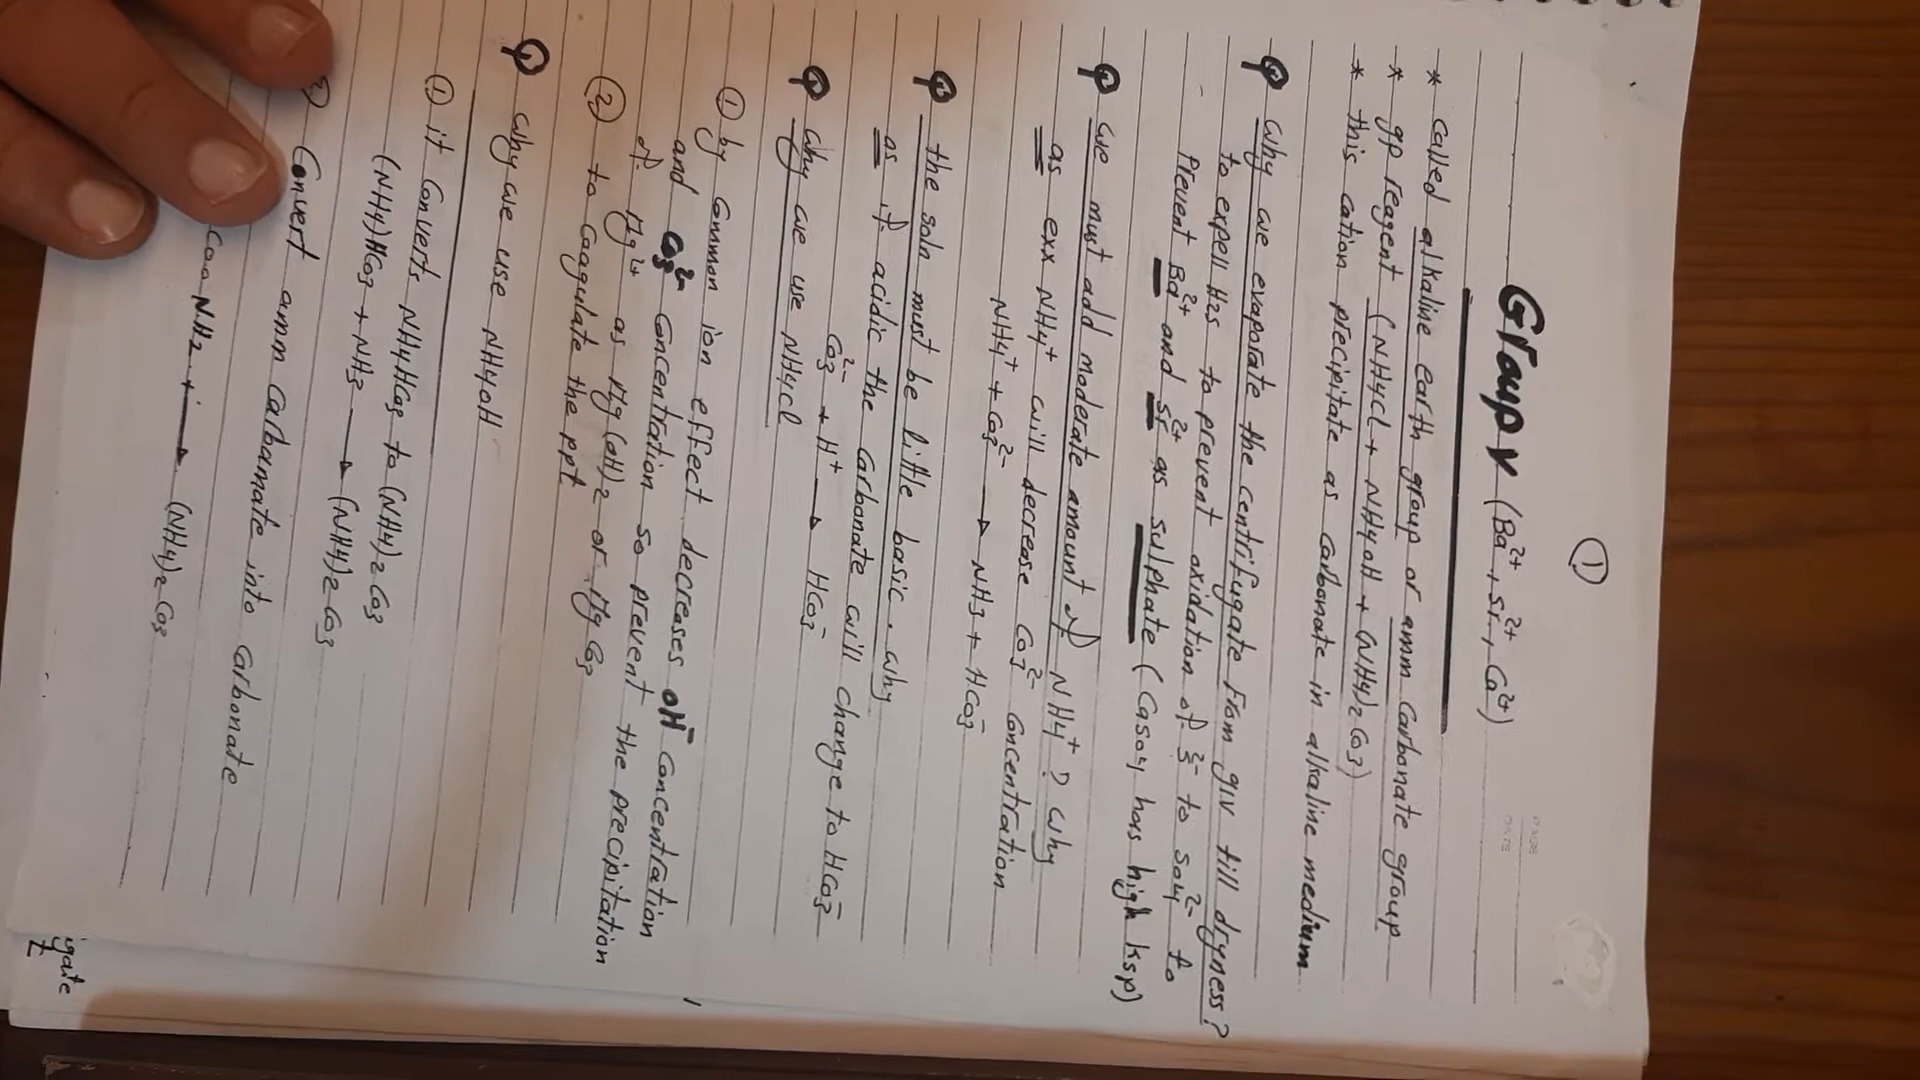 ①
PAGE
DATE
Group V (Ba²⁺, Sr²⁺, Ca²⁺)
* called alkaline earth group or amm carbonate group
* gp reagent (NH4Cl + NH4OH + (NH4)2 CO3)
* this cation precipitate as carbonate in alkaline medium
Q Why we evaporate the centrifugate From gIV till dryness?
to expell H2S to prevent oxidation of S²⁻ to SO4²⁻ to
- Prevent Ba²⁺ and Sr²⁺ as sulphate (CaSO4 has high ksp)
Q we must add moderate amount of NH4⁺? why
as exx NH4⁺ will decrease CO3²⁻ concentration
NH4⁺ + CO3²⁻ → NH3 + HCO3⁻
Q the soln must be little basic. why
as if acidic the carbonate will change to HCO3⁻
CO3²⁻ + H⁺ → HCO3⁻
Q why we use NH4Cl
① by common ion effect decreases OH⁻ concentration
and CO3²⁻ concentration so prevent the precipitation
of Mg²⁺ as Mg(OH)2 or Mg CO3
② to coagulate the ppt
Q why we use NH4OH
① it converts NH4HCO3 to (NH4)2 CO3
(NH4)HCO3 + NH3 → (NH4)2 CO3
Convert amm carbamate into carbonate
COO NH2 + → (NH4)2 CO3
igate